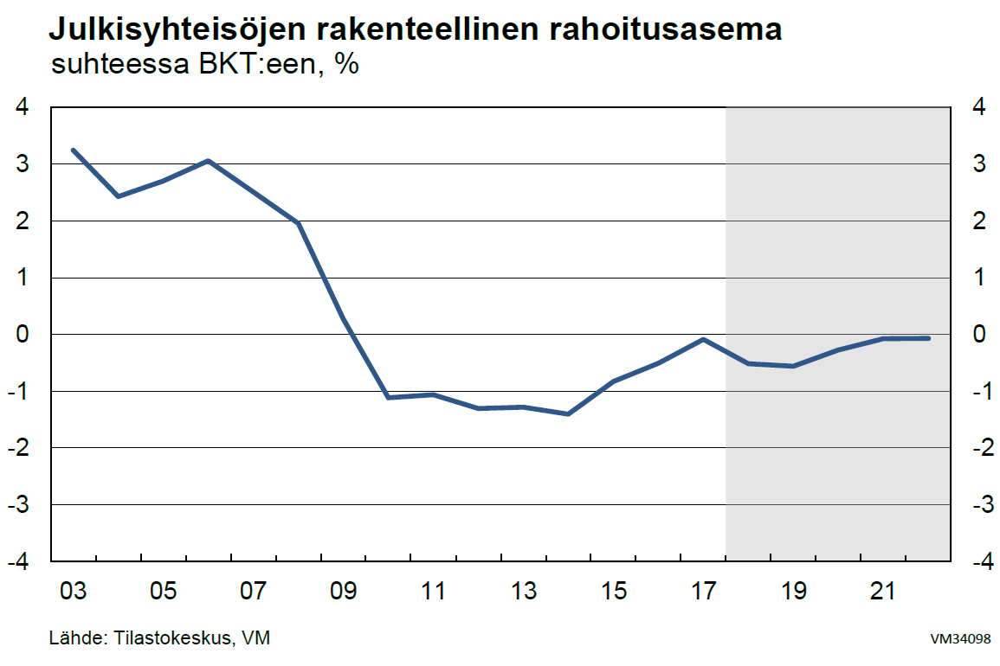 Julkisyhteisöjen rakenteellinen rahoitusasema
suhteessa BKT:een, %
4 4
3 3
2 2
1 1
0 0
-1 -1
-2 -2
-3 -3
-4 -4
03 05 07 09 11 13 15 17 19 21
Lähde: Tilastokeskus, VM VM34098